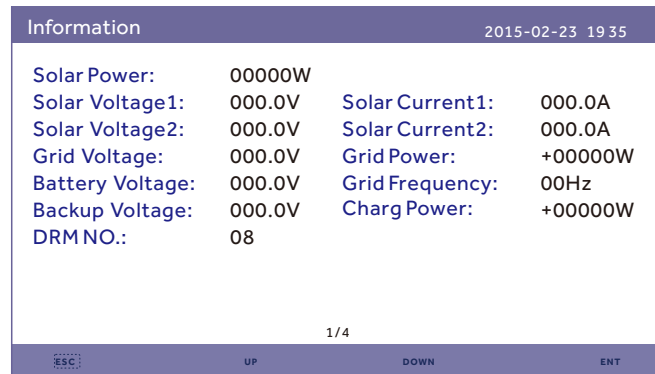 Information 2015-02-23 19 35
Solar Power: 00000W
Solar Voltage1: 000.0V Solar Current1: 000.0A
Solar Voltage2: 000.0V Solar Current2: 000.0A
Grid Voltage: 000.0V Grid Power: +00000W
Battery Voltage: 000.0V Grid Frequency: 00Hz
Backup Voltage: 000.0V Charg Power: +00000W
DRM NO.: 08
1/4
ESC UP DOWN ENT